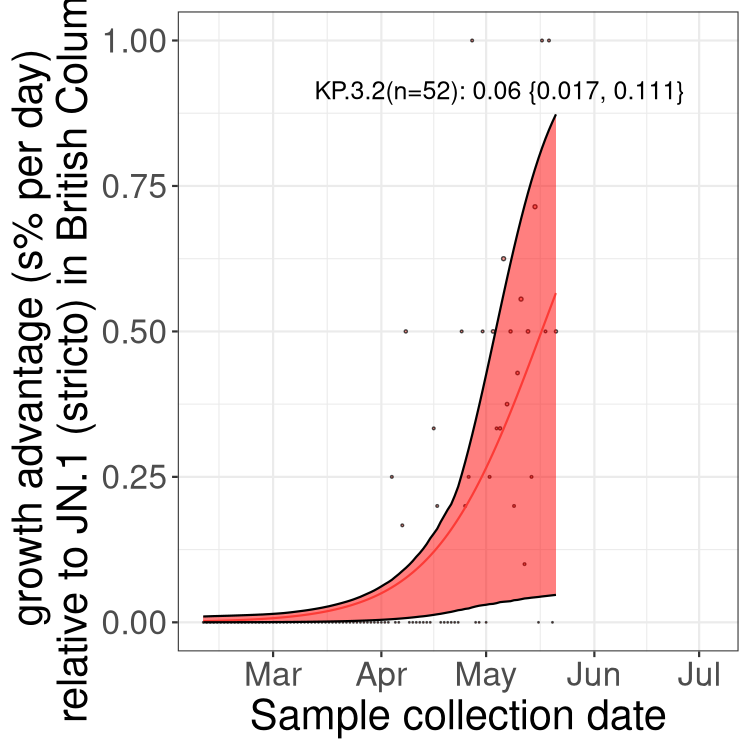 growth advantage (s% per day)
relative to JN.1 (stricto) in British Colum
1.00
0.75
0.50
0.25
0.00
KP.3.2(n=52): 0.06 {0.017, 0.111}
Mar Apr May Jun Jul
Sample collection date